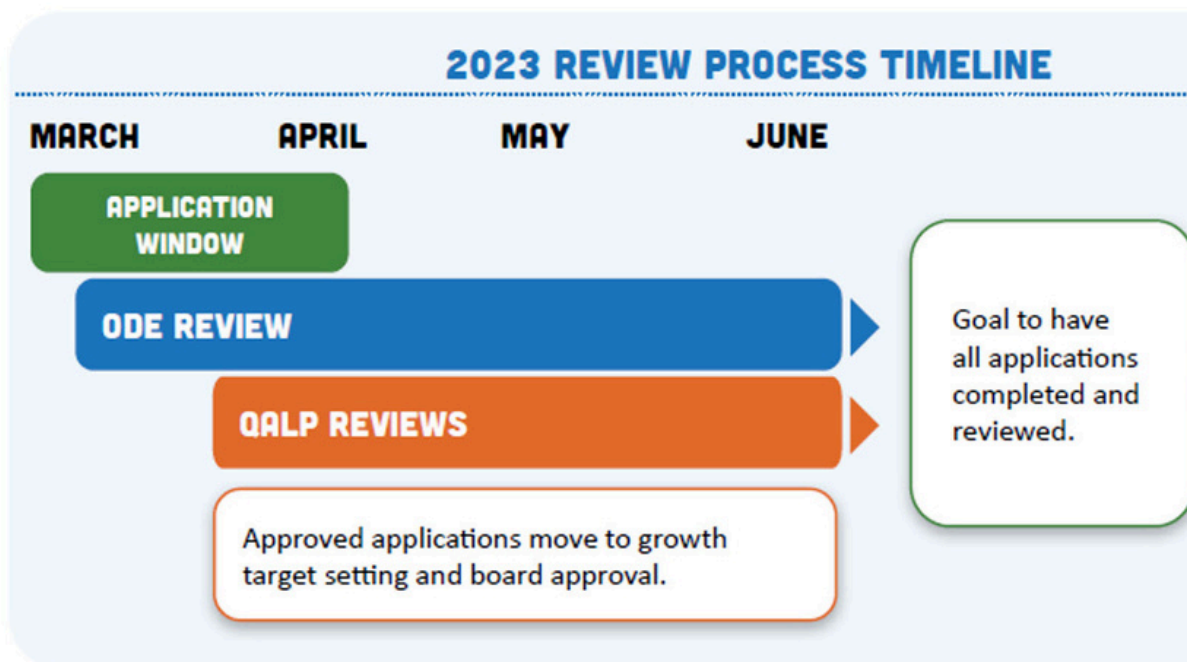 2023 REVIEW PROCESS TIMELINE
MARCH APRIL MAY JUNE
APPLICATION
WINDOW
ODE REVIEW
QALP REVIEWS
Goal to have
all applications
completed and
reviewed.
Approved applications move to growth
target setting and board approval.